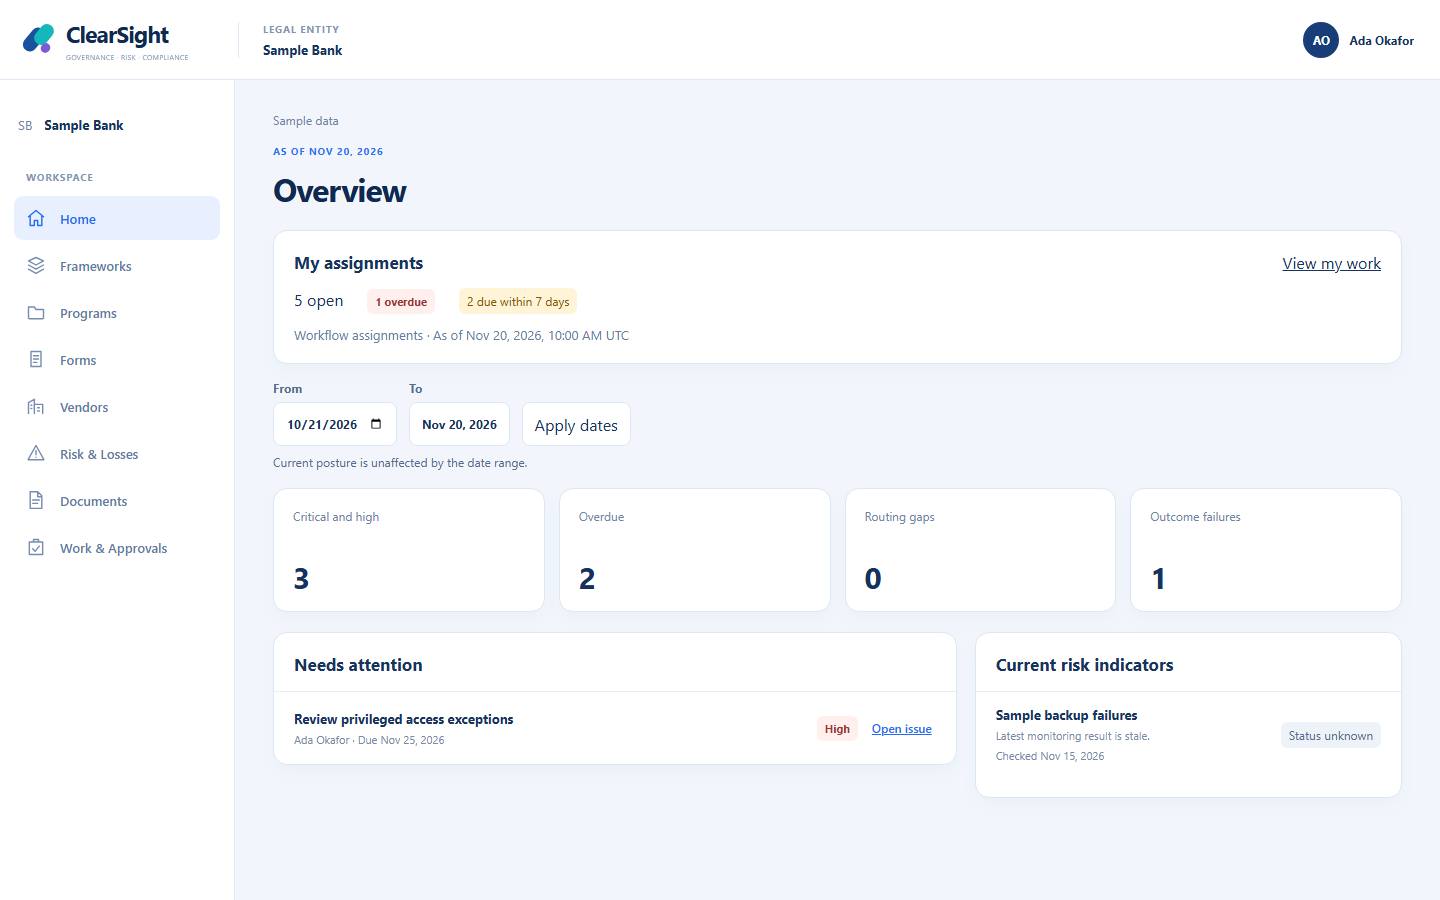 ClearSight
GOVERNANCE · RISK · COMPLIANCE
LEGAL ENTITY
Sample Bank
AO
Ada Okafor
SB
Sample Bank
WORKSPACE
Home
Frameworks
Programs
Forms
Vendors
Risk & Losses
Documents
Work & Approvals
Sample data
AS OF NOV 20, 2026
Overview
My assignments
View my work
5 open
1 overdue
2 due within 7 days
Workflow assignments · As of Nov 20, 2026, 10:00 AM UTC
From
To
10/21/2026
Nov 20, 2026
Apply dates
Current posture is unaffected by the date range.
Critical and high
3
Overdue
2
Routing gaps
0
Outcome failures
1
Needs attention
Review privileged access exceptions
Ada Okafor · Due Nov 25, 2026
High
Open issue
Current risk indicators
Sample backup failures
Latest monitoring result is stale.
Checked Nov 15, 2026
Status unknown